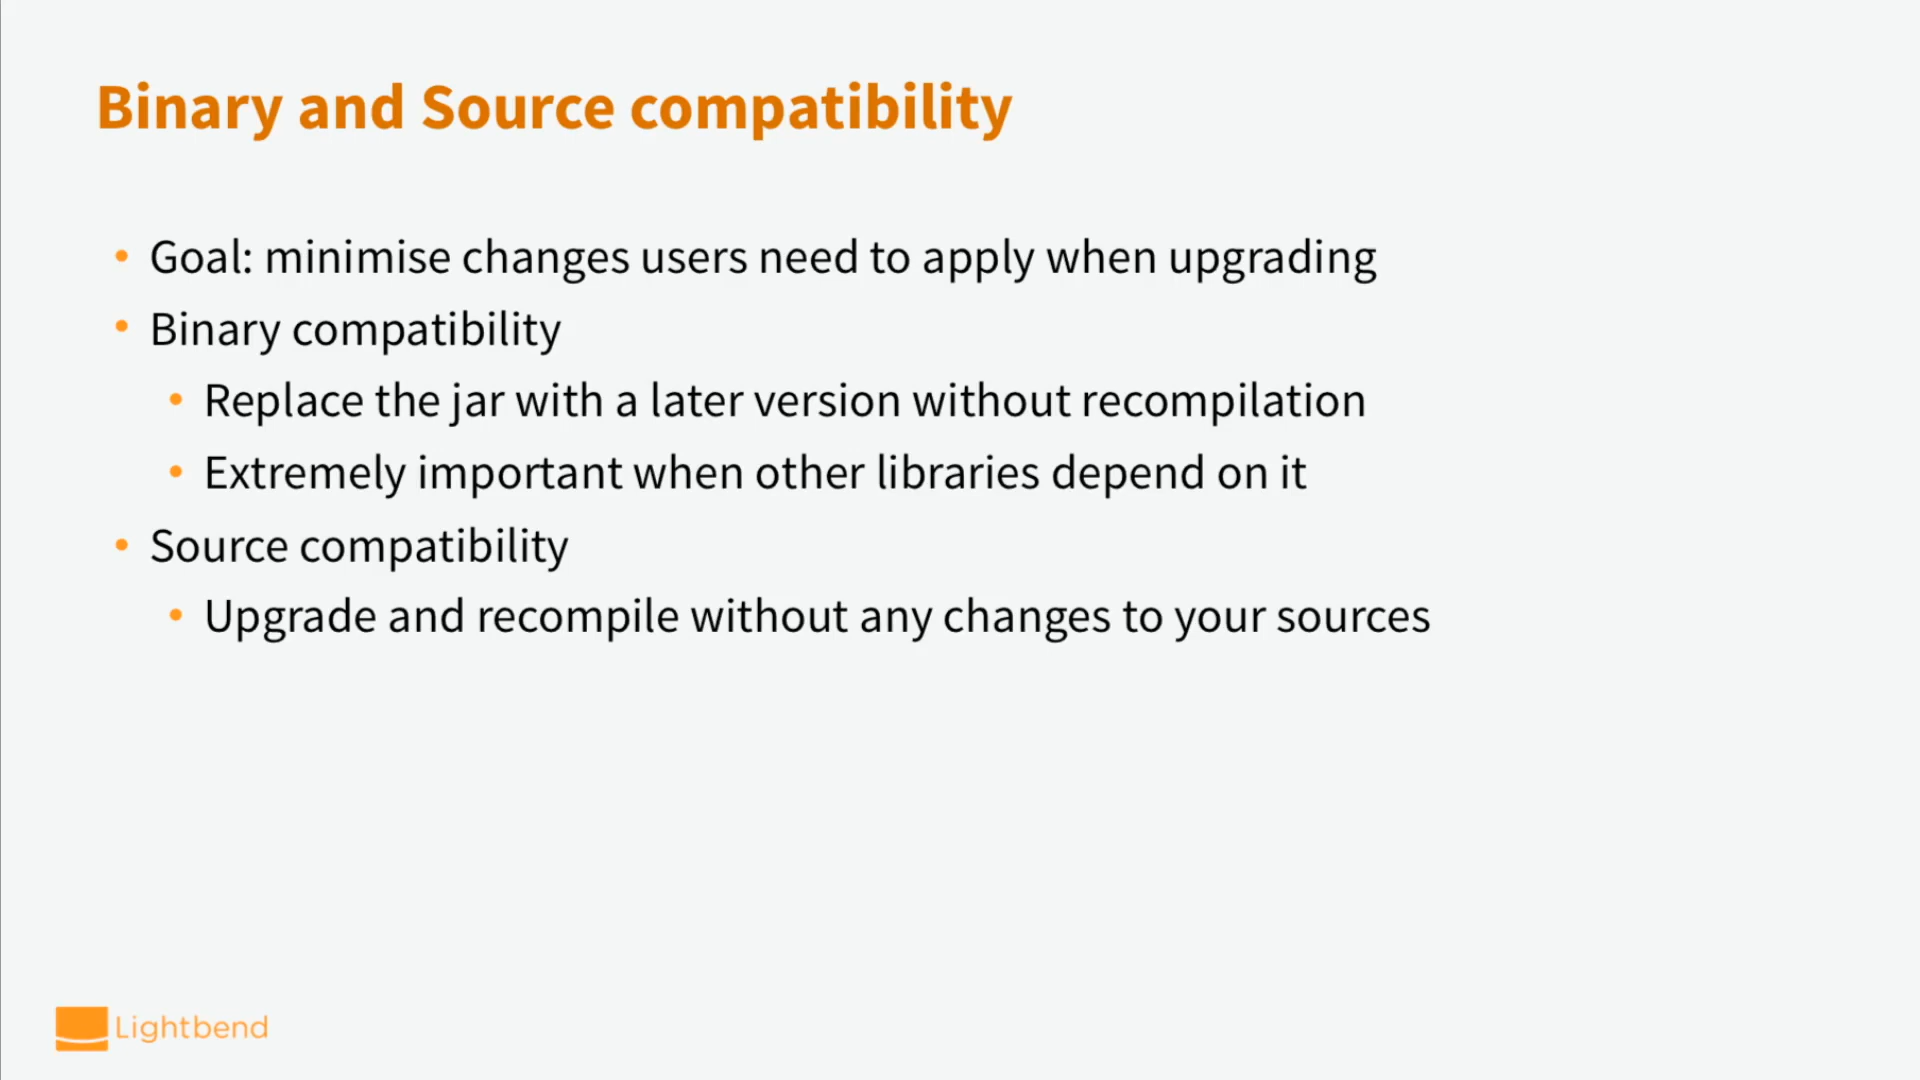 Binary and Source compatibility
• Goal: minimise changes users need to apply when upgrading
• Binary compatibility
• Replace the jar with a later version without recompilation
• Extremely important when other libraries depend on it
• Source compatibility
• Upgrade and recompile without any changes to your sources
Lightbend